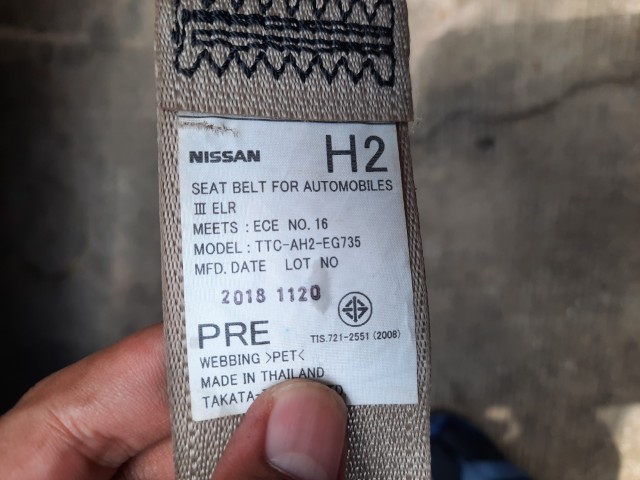 NISSAN H2
SEAT BELT FOR AUTOMOBILES
III ELR
MEETS : ECE NO. 16
MODEL : TTC-AH2-EG735
MFD. DATE LOT NO
2018 1120
PRE
TIS.721-2551 (2008)
WEBBING >PET<
MADE IN THAILAND
TAKATA-